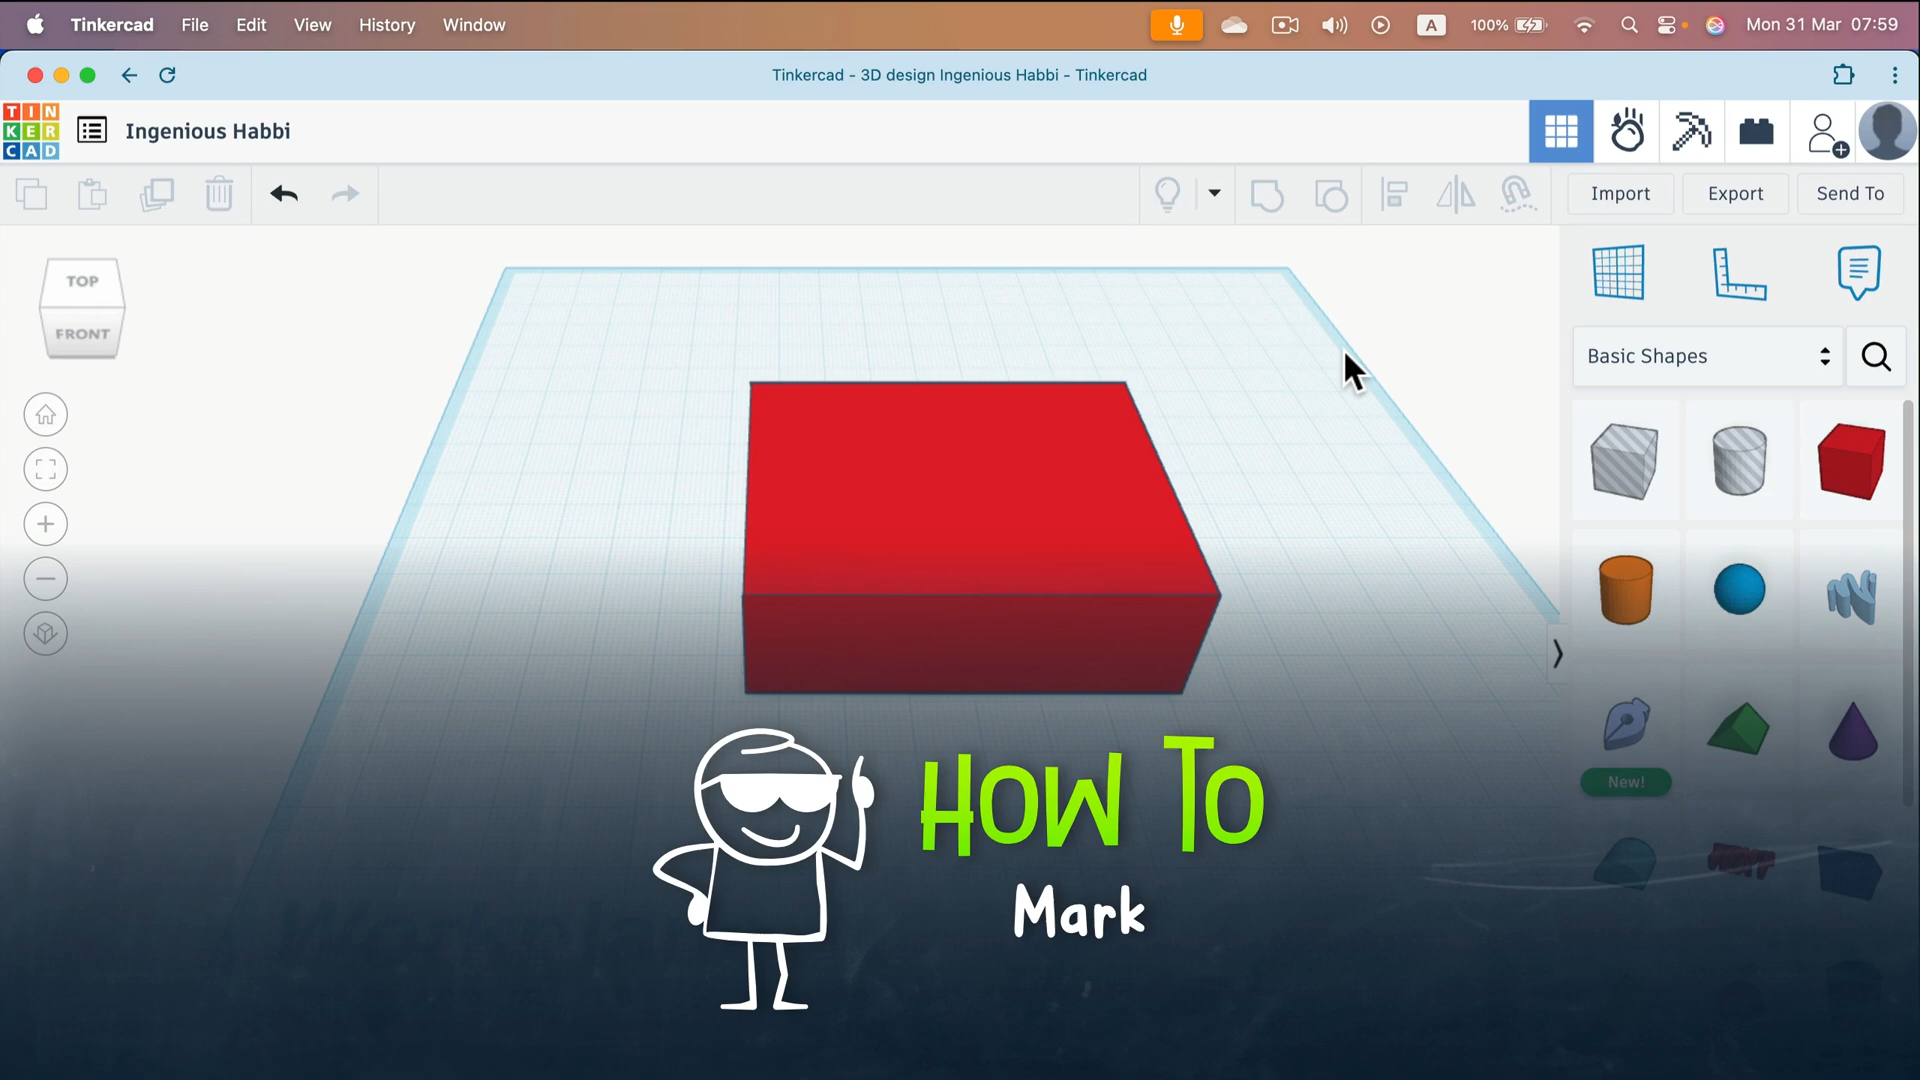 Tinkercad File Edit View History Window A 100% Mon 31 Mar 07:59
Tinkercad - 3D design Ingenious Habbi - Tinkercad
TIN
KER
CAD
Ingenious Habbi
Import Export Send To
TOP
FRONT
Basic Shapes
New!
HOW TO
Mark